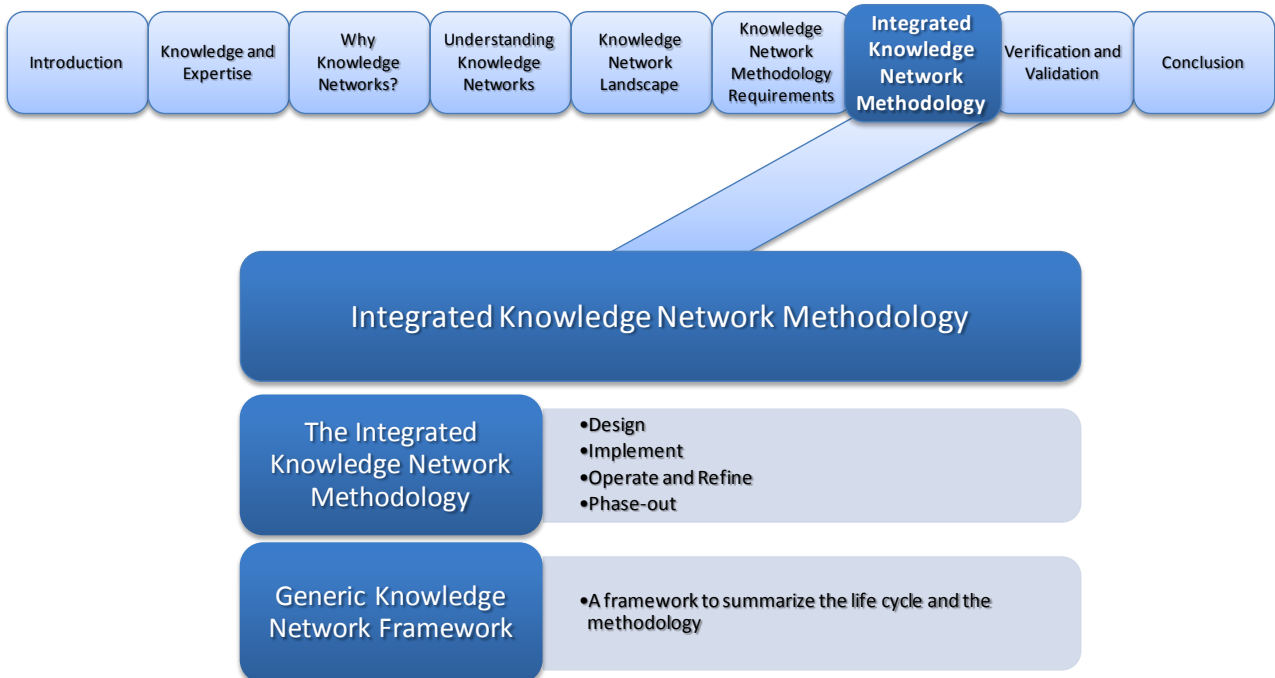 Introduction
Knowledge and
Expertise
Why
Knowledge
Networks?
Understanding
Knowledge
Networks
Knowledge
Network
Landscape
Knowledge
Network
Methodology
Requirements
Integrated
Knowledge
Network
Methodology
Verification and
Validation
Conclusion
Integrated Knowledge Network Methodology
The Integrated
Knowledge Network
Methodology
•Design
•Implement
•Operate and Refine
•Phase-out
Generic Knowledge
Network Framework
•A framework to summarize the life cycle and the
methodology